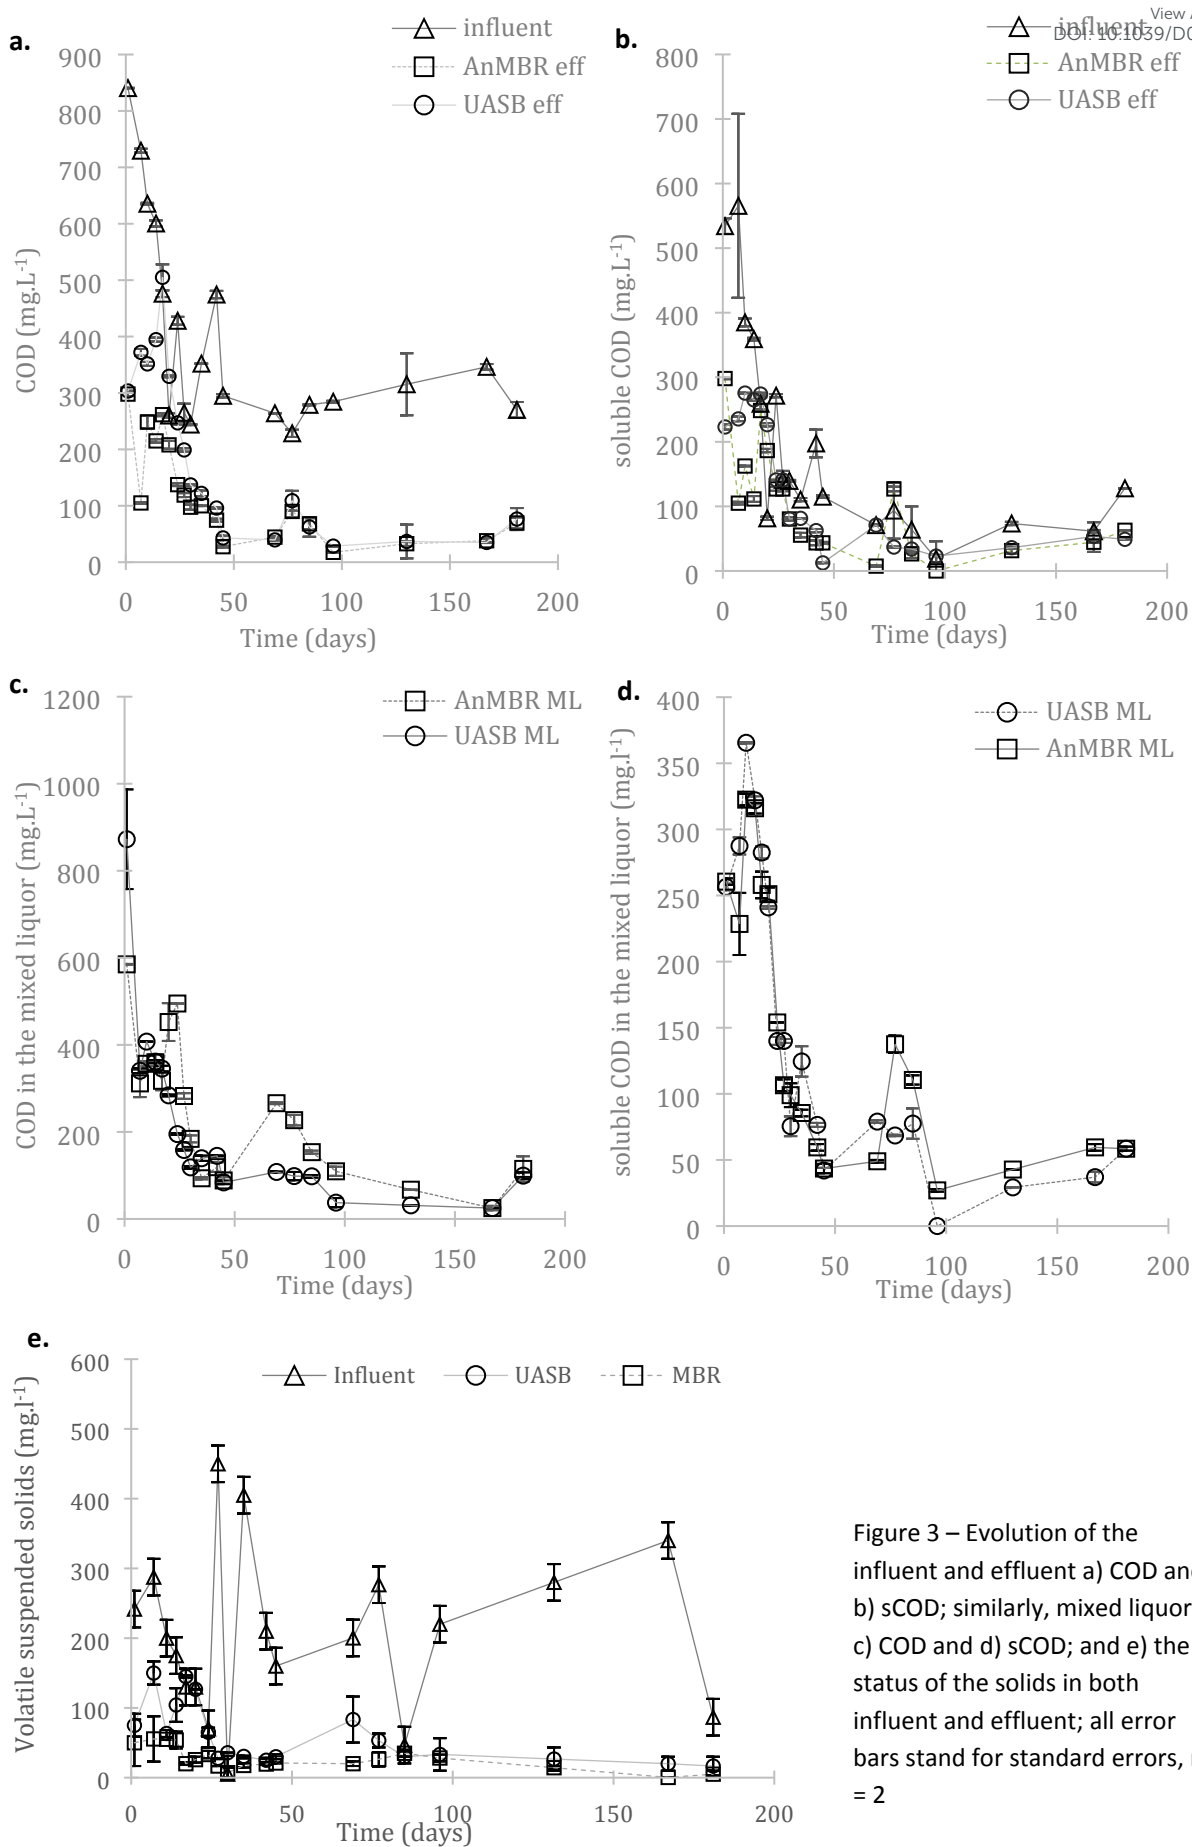 View
DOI: 10.1039/D0
a.
influent
AnMBR eff
UASB eff
900
800
700
600
500
400
300
200
100
0
COD (mg.L-1)
0 50 100 150 200
Time (days)
b.
influent
AnMBR eff
UASB eff
800
700
600
500
400
300
200
100
0
soluble COD (mg.L-1)
0 50 100 150 200
Time (days)
c.
AnMBR ML
UASB ML
1200
1000
800
600
400
200
0
COD in the mixed liquor (mg.L-1)
0 50 100 150 200
Time (days)
d.
UASB ML
AnMBR ML
400
350
300
250
200
150
100
50
0
soluble COD in the mixed liquor (mg.l-1)
0 50 100 150 200
Time (days)
e.
Influent UASB MBR
600
500
400
300
200
100
0
Volatile suspended solids (mg.l-1)
0 50 100 150 200
Time (days)
Figure 3 – Evolution of the
influent and effluent a) COD an
b) sCOD; similarly, mixed liquor
c) COD and d) sCOD; and e) the
status of the solids in both
influent and effluent; all error
bars stand for standard errors,
= 2